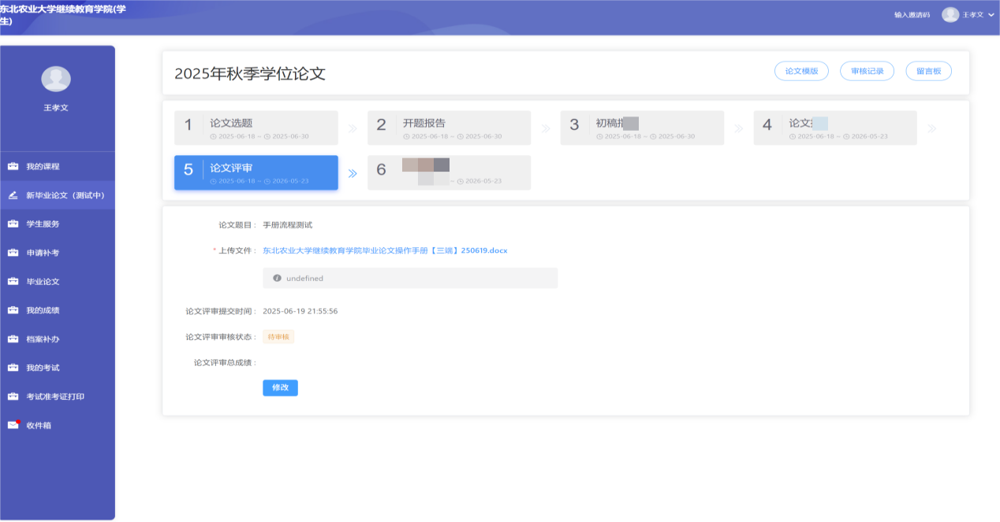 东北农业大学继续教育学院(学
生)
输入邀请码
王孝文
王孝文
我的课程
新毕业论文（测试中）
学生服务
申请补考
毕业论文
我的成绩
档案补办
我的考试
考试准考证打印
收件箱
2025年秋季学位论文
论文模版
审核记录
留言板
1 论文选题
2025-06-18 ~ 2025-06-30
2 开题报告
2025-06-18 ~ 2025-06-30
3 初稿
2025-06-18 ~ 2025-06-30
4 论文
2025-06-18 ~ 2026-05-23
5 论文评审
2025-06-18 ~ 2026-05-23
6
~ 2026-05-23
论文题目： 手册流程测试
* 上传文件： 东北农业大学继续教育学院毕业论文操作手册【三端】250619.docx
undefined
论文评审提交时间： 2025-06-19 21:55:56
论文评审审核状态： 待审核
论文评审总成绩：
修改